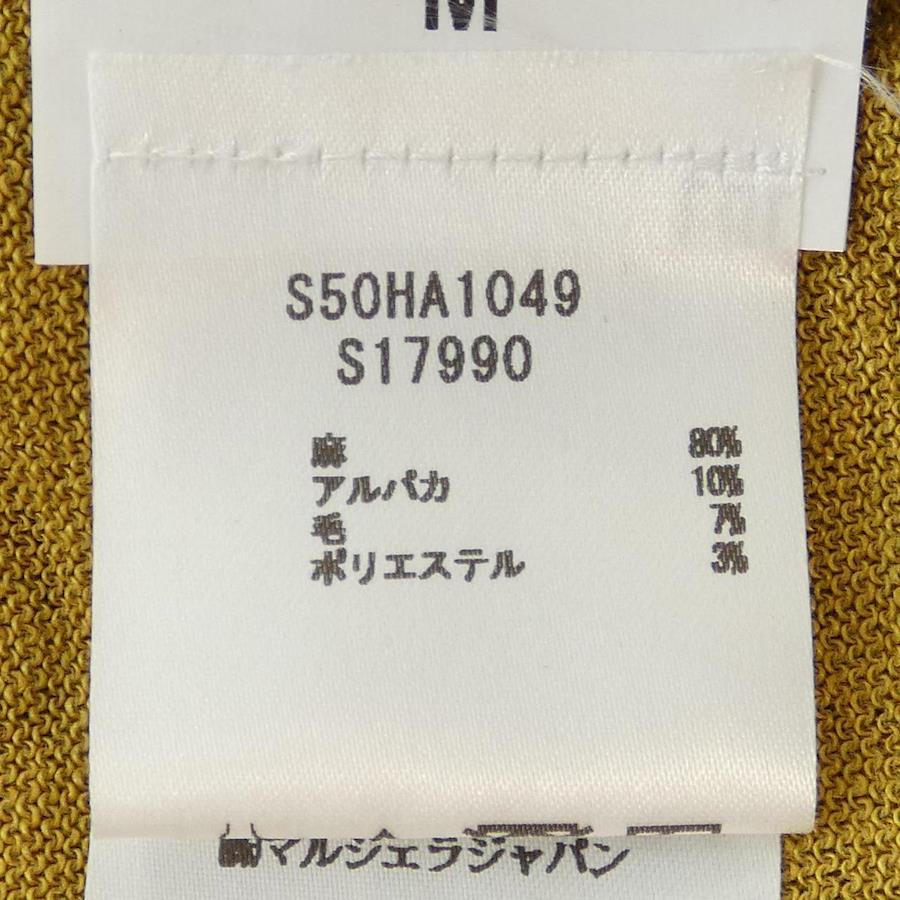 M
S50HA1049
S17990
麻 80%
アルパカ 10%
毛 7%
ポリエステル 3%
マルジェラジャパン